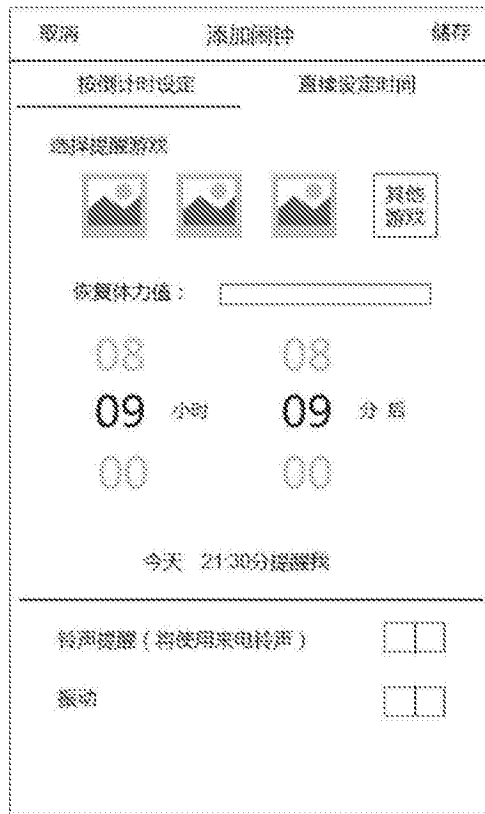 取消 添加闹钟 储存
按倒计时设定 直接设定时间
选择提醒游戏
其他
游戏
恢复体力值：
08 08
09 小时 09 分 后
00 00
今天 21:30分提醒我
铃声提醒（将使用来电铃声）
振动